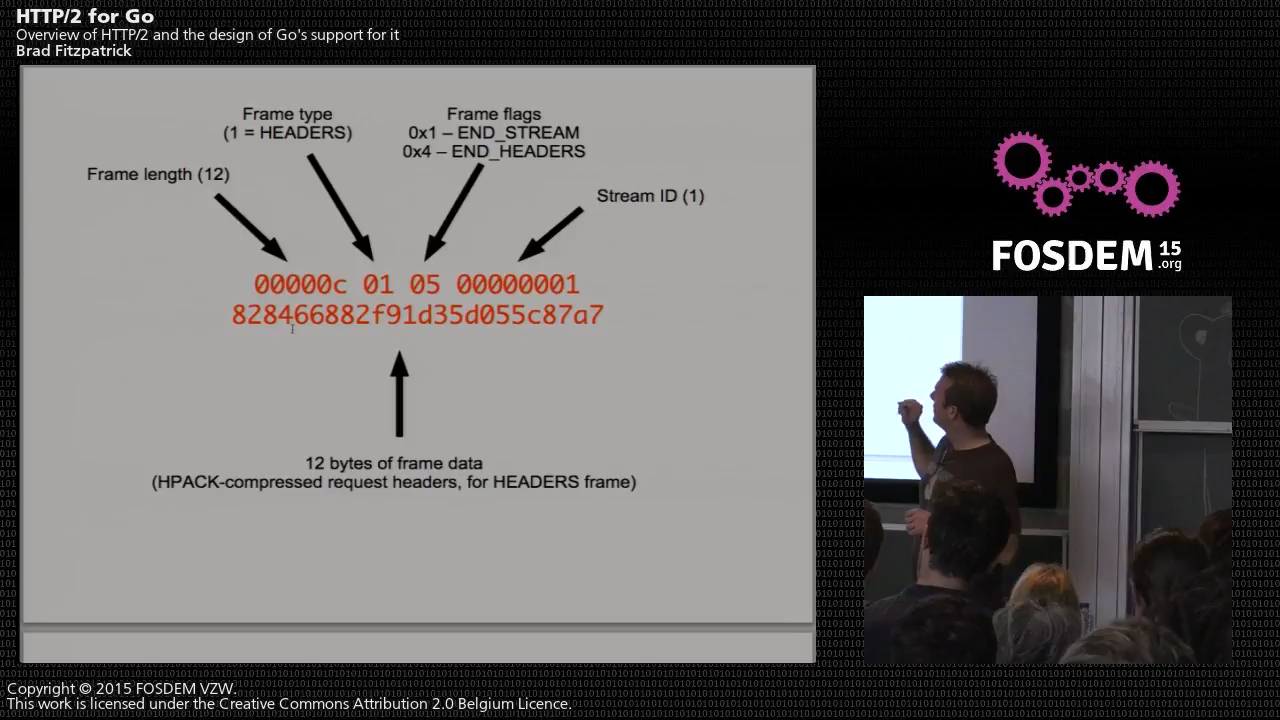 HTTP/2 for Go
Overview of HTTP/2 and the design of Go's support for it
Brad Fitzpatrick
Frame type
(1 = HEADERS)
Frame flags
0x1 – END_STREAM
0x4 – END_HEADERS
Frame length (12)
Stream ID (1)
00000c 01 05 00000001
828466882f91d35d055c87a7
12 bytes of frame data
(HPACK-compressed request headers, for HEADERS frame)
FOSDEM 15
.org
Copyright © 2015 FOSDEM VZW.
This work is licensed under the Creative Commons Attribution 2.0 Belgium Licence.